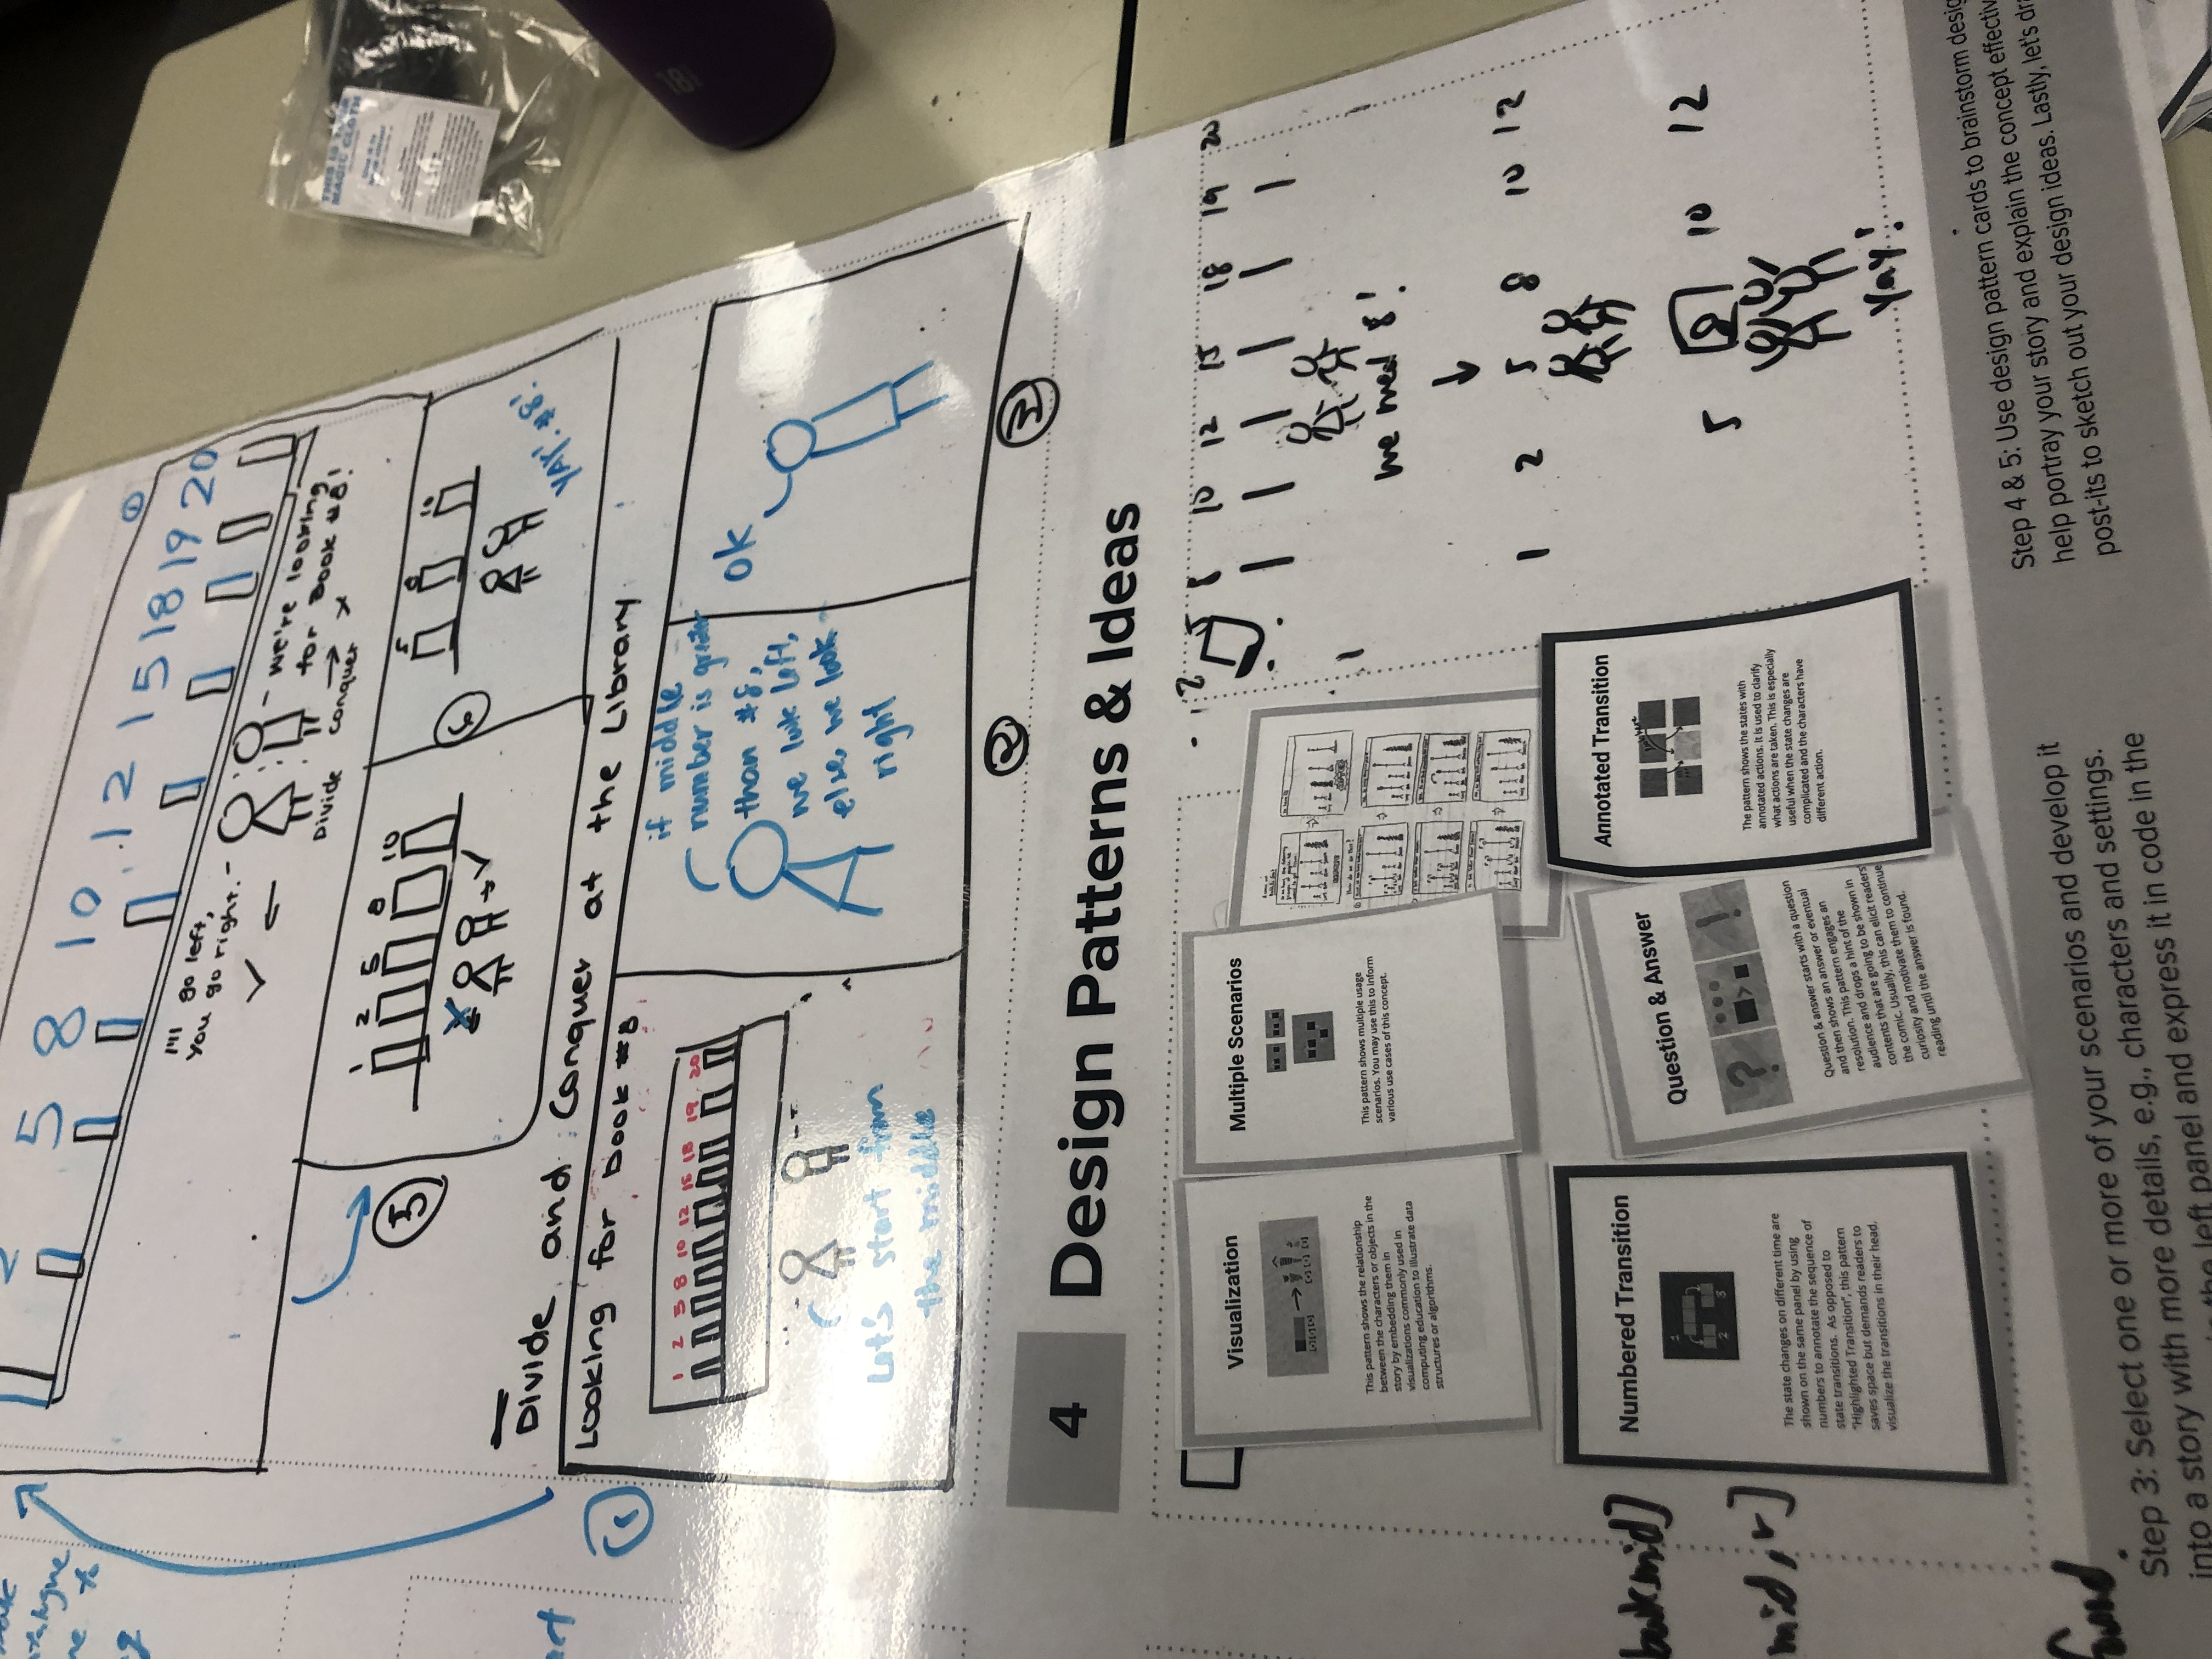 2
5
8
10
12
15
18
19
20
I'll go left,
You go right.
We're looking
for Book #8!
Divide
Conquer
5
1 2 5 8 10
6
5 8 10
YAY! #8!
Divide and Conquer at the Library
1
Looking for book #8
1 2 5 8 10 12 15 18 19 20
Let's start from
the middle
if middle
number is greater
than #8,
we look left,
else, we look
right
ok
2
3
4
Design Patterns & Ideas
Visualization
This pattern shows the relationship
between the characters or objects in the
story by embedding them in
visualizations commonly used in
computing education to illustrate data
structures or algorithms.
Multiple Scenarios
This pattern shows multiple usage
scenarios. You may use this to inform
various use cases of this concept.
Numbered Transition
1
2 3
The state changes on different time are
shown on the same panel by using
numbers to annotate the sequence of
state transitions. As opposed to
"Highlighted Transition", this pattern
saves space but demands readers to
visualize the transitions in their head.
Question & Answer
? > !
Question & answer starts with a question
and then shows an answer or eventual
resolution. This pattern engages an
audience and drops a hint of the
contents that are going to be shown in
the comic. Usually, this can elicit readers'
curiosity and motivate them to continue
reading until the answer is found.
Annotated Transition
The pattern shows the states with
annotated actions. It is used to clarify
what actions are taken. This is especially
useful when the state changes are
complicated and the characters have
different action.
2 5 8 10 12 15 18 19 20
we need 8!
1 2 5 8 10 12
5 8 10 12
Yay!
mid]
mid, r]
found.
Step 3: Select one or more of your scenarios and develop it
into a story with more details, e.g., characters and settings.
the left panel and express it in code in the
Step 4 & 5: Use design pattern cards to brainstorm
help portray your story and explain the concept
post-its to sketch out your design ideas. Lastly, let's
THIS IS YOUR
MAGIC CLOTH
18